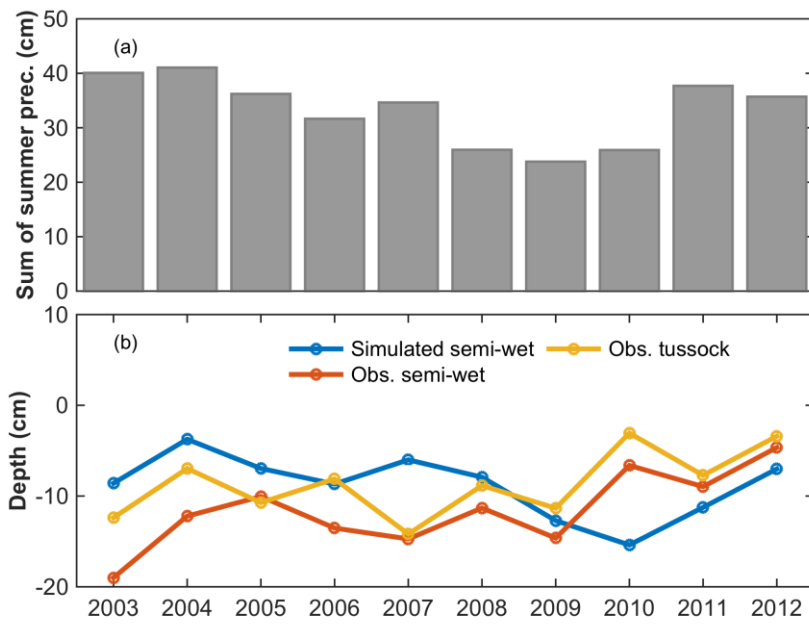 Sum of summer prec. (cm)
50
40
30
20
10
0
(a)
Depth (cm)
10
0
-10
-20
(b)
Simulated semi-wet
Obs. tussock
Obs. semi-wet
2003 2004 2005 2006 2007 2008 2009 2010 2011 2012